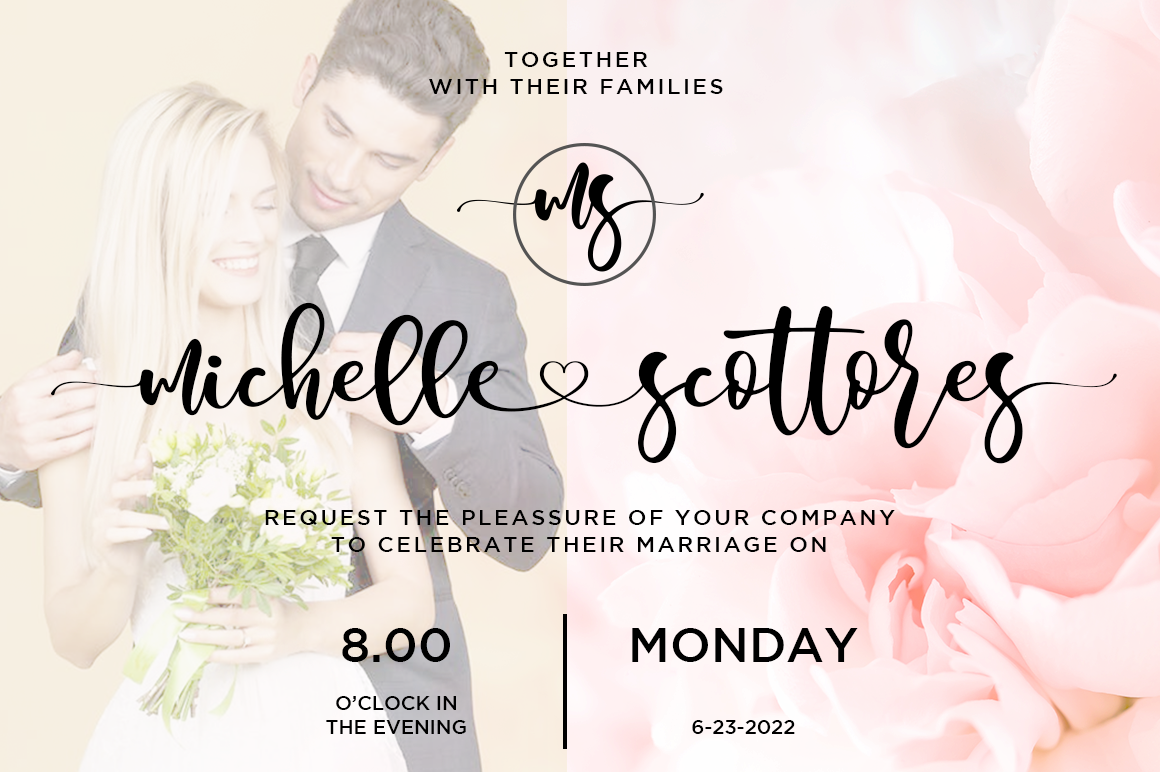 TOGETHER
WITH THEIR FAMILIES
ms
michelle scottores
REQUEST THE PLEASSURE OF YOUR COMPANY
TO CELEBRATE THEIR MARRIAGE ON
8.00
O’CLOCK IN
THE EVENING
MONDAY
6-23-2022